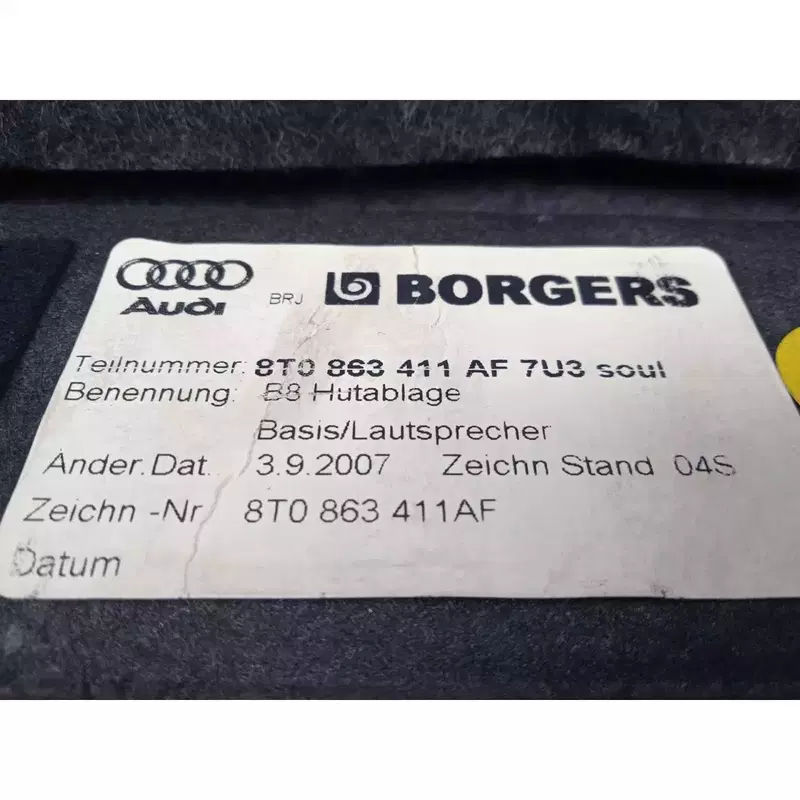 Audi BRJ BORGERS
Teilnummer: 8T0 863 411 AF 7U3 soul
Benennung: B8 Hutablage
Basis/Lautsprecher
Änder.Dat. 3.9.2007 Zeichn Stand 04S
Zeichn -Nr 8T0 863 411AF
Datum